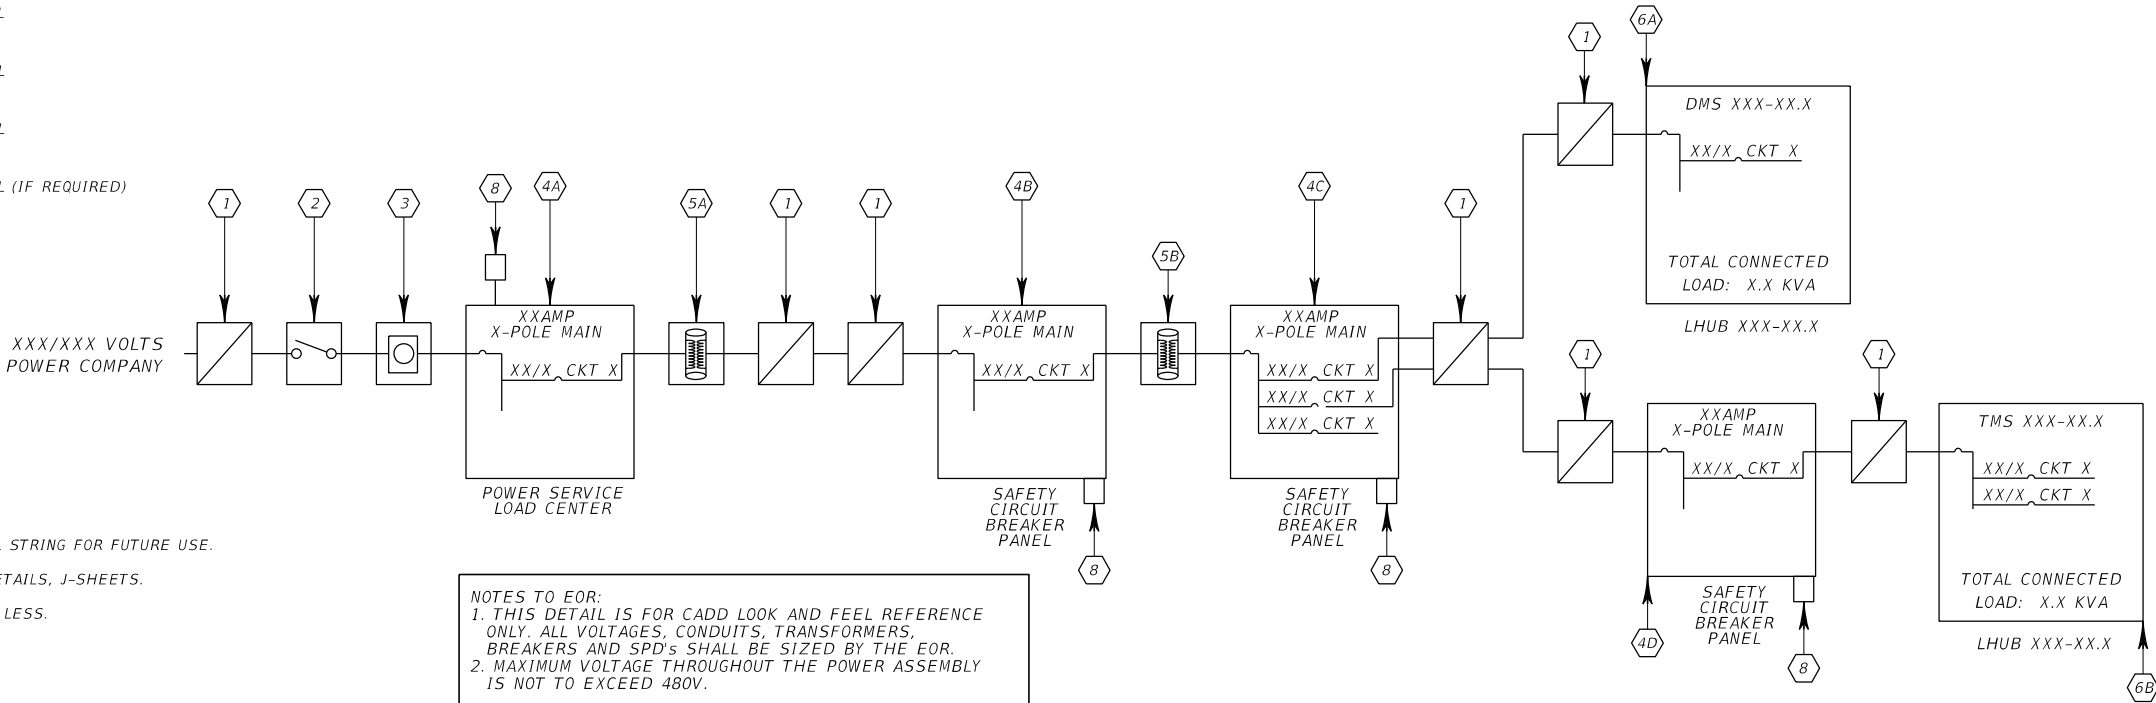 6A
1
DMS XXX-XX.X
XX/X CKT X
TOTAL CONNECTED
LOAD: X.X KVA
LHUB XXX-XX.X
(IF REQUIRED)
1
2
3
8
4A
5A
1
1
4B
5B
4C
1
XXX/XXX VOLTS
POWER COMPANY
XXAMP
X-POLE MAIN
XX/X CKT X
POWER SERVICE
LOAD CENTER
XXAMP
X-POLE MAIN
XX/X CKT X
SAFETY
CIRCUIT
BREAKER
PANEL
8
XXAMP
X-POLE MAIN
XX/X CKT X
XX/X CKT X
XX/X CKT X
SAFETY
CIRCUIT
BREAKER
PANEL
8
1
XXAMP
X-POLE MAIN
XX/X CKT X
SAFETY
CIRCUIT
BREAKER
PANEL
4D
8
1
TMS XXX-XX.X
XX/X CKT X
XX/X CKT X
TOTAL CONNECTED
LOAD: X.X KVA
LHUB XXX-XX.X
6B
STRING FOR FUTURE USE.
ETAILS, J-SHEETS.
LESS.
NOTES TO EOR:
1. THIS DETAIL IS FOR CADD LOOK AND FEEL REFERENCE
ONLY. ALL VOLTAGES, CONDUITS, TRANSFORMERS,
BREAKERS AND SPD's SHALL BE SIZED BY THE EOR.
2. MAXIMUM VOLTAGE THROUGHOUT THE POWER ASSEMBLY
IS NOT TO EXCEED 480V.